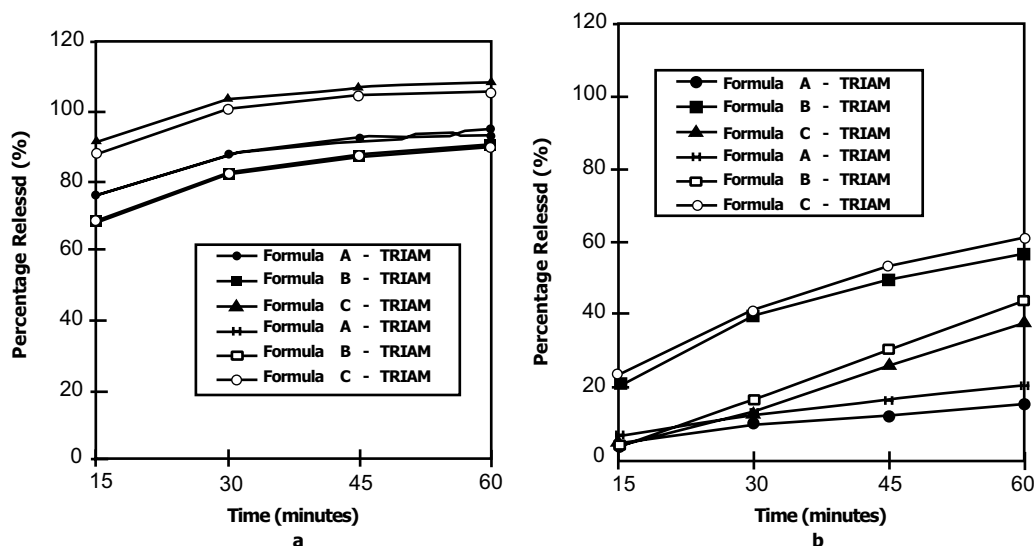 120
100
80
60
40
20
0
Percentage Relessd (%)
Formula A - TRIAM
Formula B - TRIAM
Formula C - TRIAM
Formula A - TRIAM
Formula B - TRIAM
Formula C - TRIAM
15 30 45 60
Time (minutes)
a
120
100
80
60
40
20
0
Percentage Relessd (%)
Formula A - TRIAM
Formula B - TRIAM
Formula C - TRIAM
Formula A - TRIAM
Formula B - TRIAM
Formula C - TRIAM
15 30 45 60
Time (minutes)
b